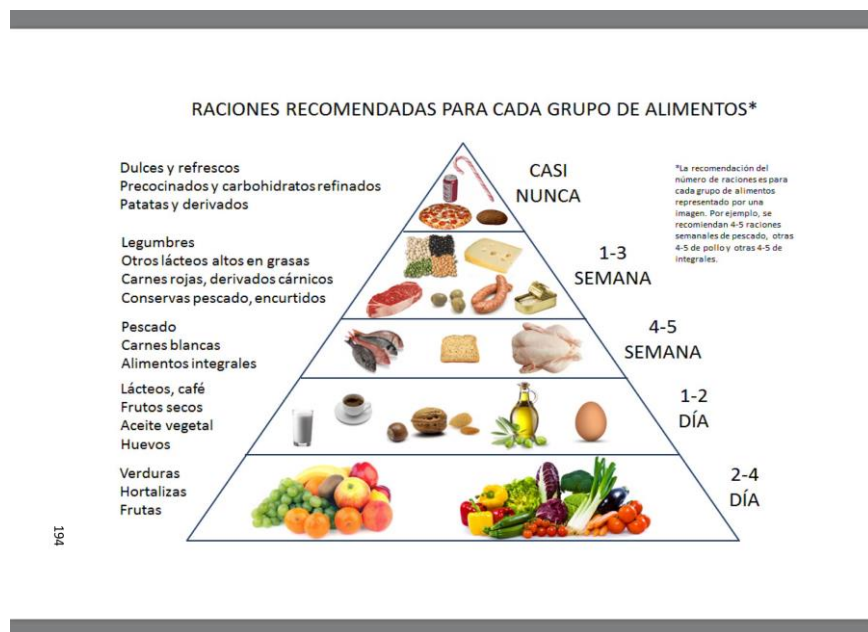 RACIONES RECOMENDADAS PARA CADA GRUPO DE ALIMENTOS*
Dulces y refrescos
Precocinados y carbohidratos refinados
Patatas y derivados
CASI
NUNCA
*La recomendación del
número de raciones es para
cada grupo de alimentos
representado por una
imagen. Por ejemplo, se
recomiendan 4-5 raciones
semanales de pescado, otras
4-5 de pollo y otras 4-5 de
integrales.
Legumbres
Otros lácteos altos en grasas
Carnes rojas, derivados cárnicos
Conservas pescado, encurtidos
1-3
SEMANA
Pescado
Carnes blancas
Alimentos integrales
4-5
SEMANA
Lácteos, café
Frutos secos
Aceite vegetal
Huevos
1-2
DÍA
Verduras
Hortalizas
Frutas
2-4
DÍA
194